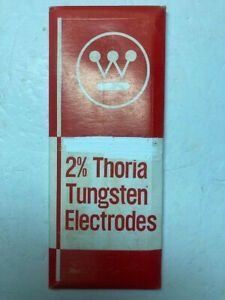 2% Thoria
Tungsten
Electrodes